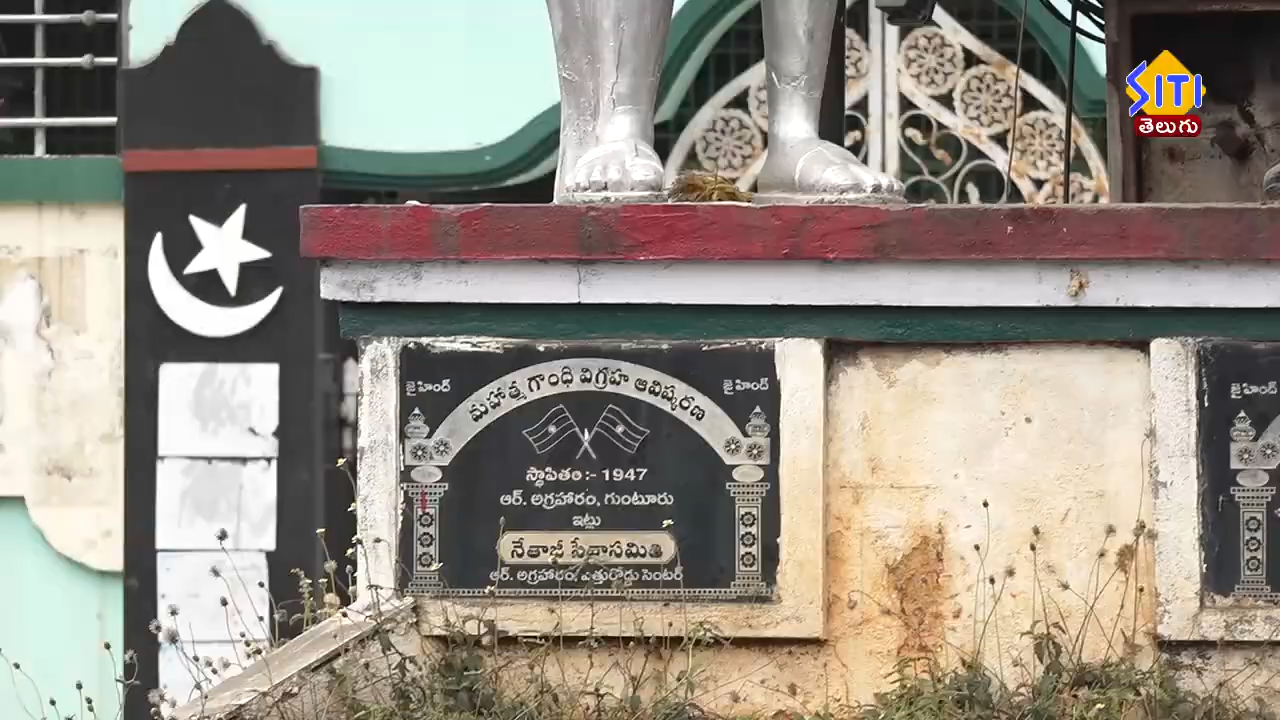 SITI
తెలుగు
జై హింద్
మహాత్మ గాంధి విగ్రహ ఆవిష్కరణ
జై హింద్
స్థాపితం :- 1947
ఆర్. అగ్రహారం, గుంటూరు
ఇట్లు
నేతాజీ సేవాసమితి
ఆర్. అగ్రహారం, ఎత్తురోడ్డు సెంటర్
జై హింద్